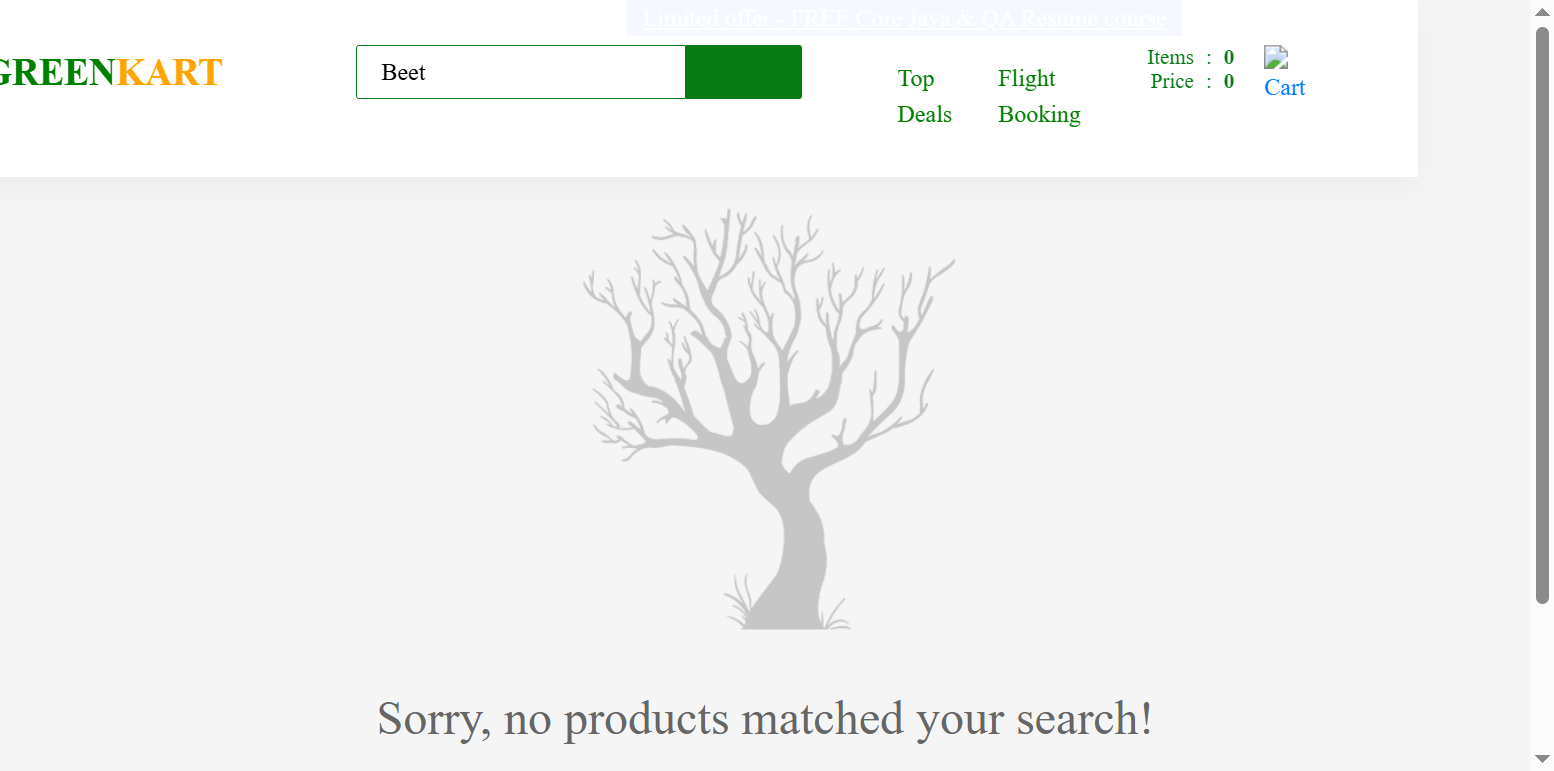 Limited offer - FREE Core Java & QA Resume course
GREENKART
Beet
Top Deals
Flight Booking
Items : 0
Price : 0
Cart
Sorry, no products matched your search!